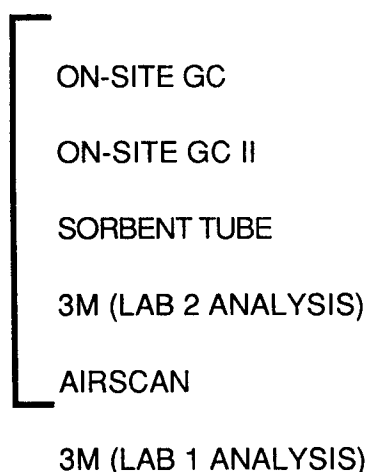 ON-SITE GC
ON-SITE GC II
SORBENT TUBE
3M (LAB 2 ANALYSIS)
AIRSCAN
3M (LAB 1 ANALYSIS)